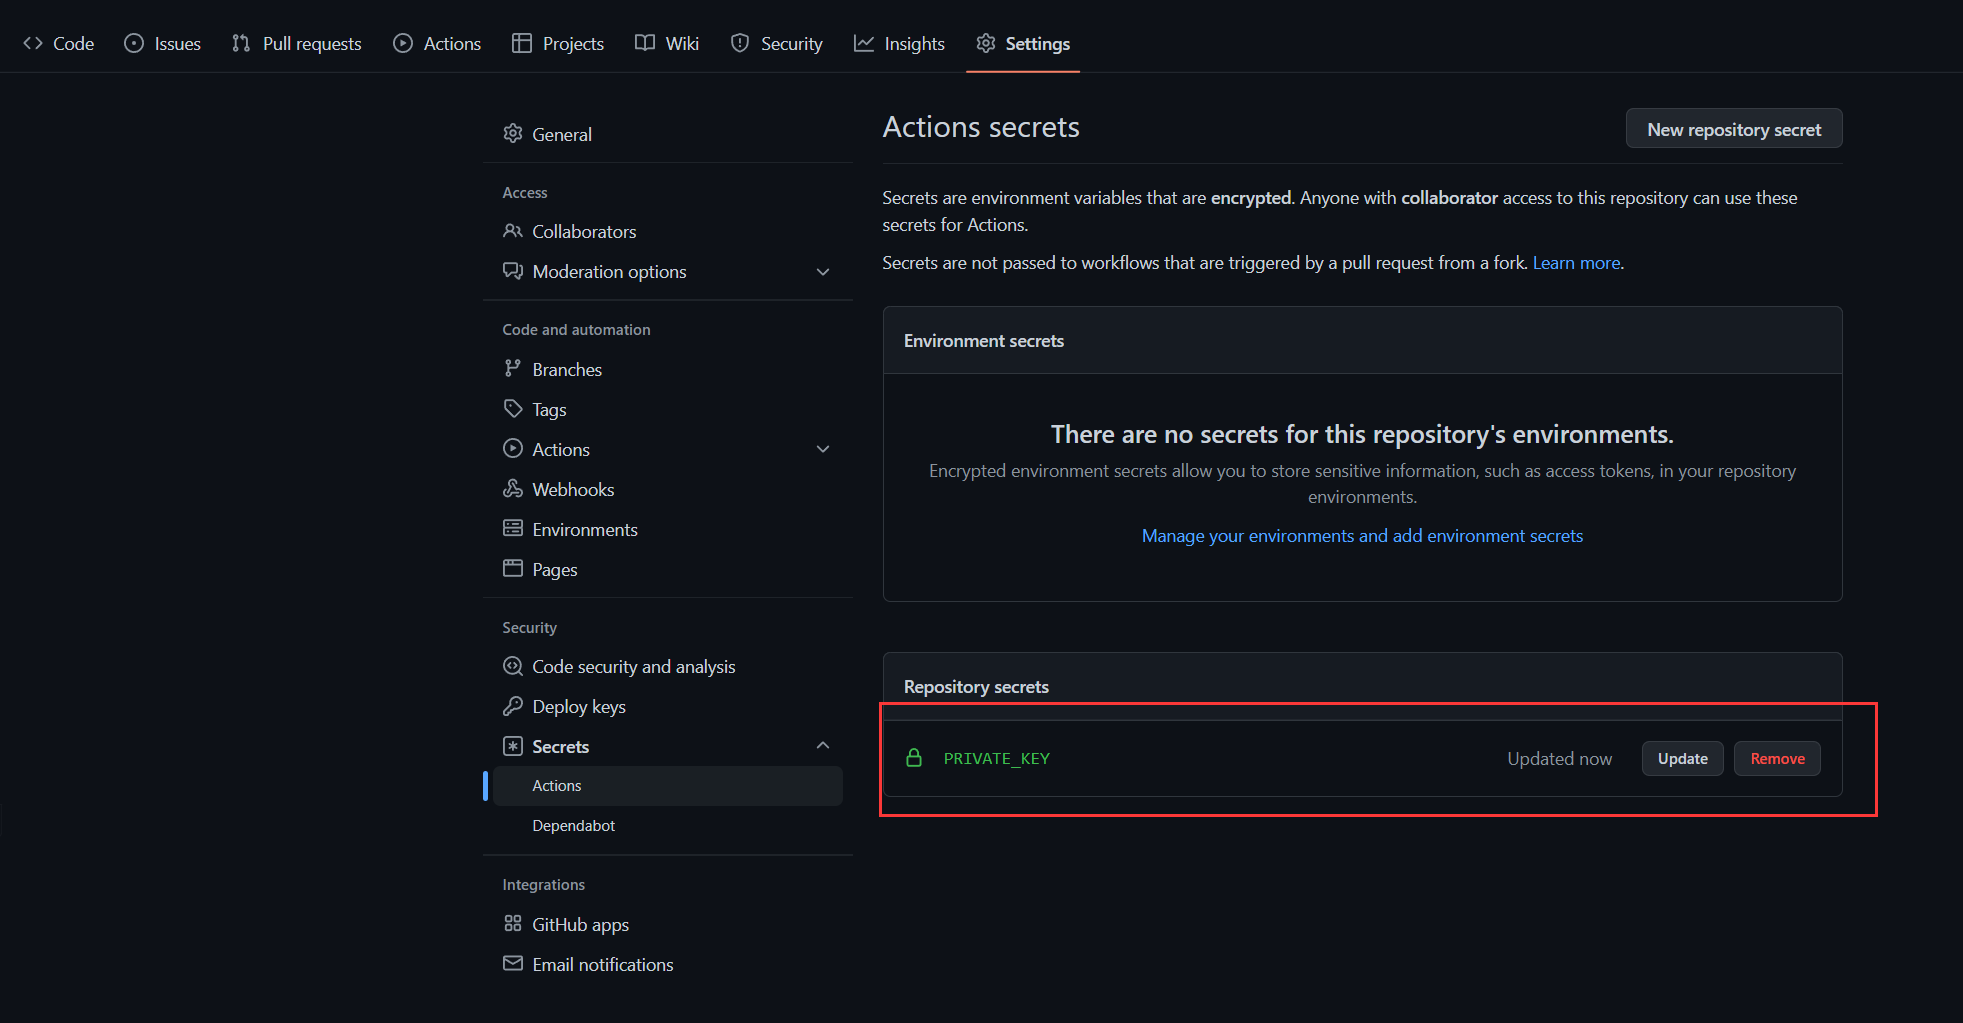 Code Issues Pull requests Actions Projects Wiki Security Insights Settings
General
Access
Collaborators
Moderation options
Code and automation
Branches
Tags
Actions
Webhooks
Environments
Pages
Security
Code security and analysis
Deploy keys
Secrets
Actions
Dependabot
Integrations
GitHub apps
Email notifications
Actions secrets
New repository secret
Secrets are environment variables that are encrypted. Anyone with collaborator access to this repository can use these
secrets for Actions.
Secrets are not passed to workflows that are triggered by a pull request from a fork. Learn more.
Environment secrets
There are no secrets for this repository's environments.
Encrypted environment secrets allow you to store sensitive information, such as access tokens, in your repository
environments.
Manage your environments and add environment secrets
Repository secrets
PRIVATE_KEY Updated now Update Remove